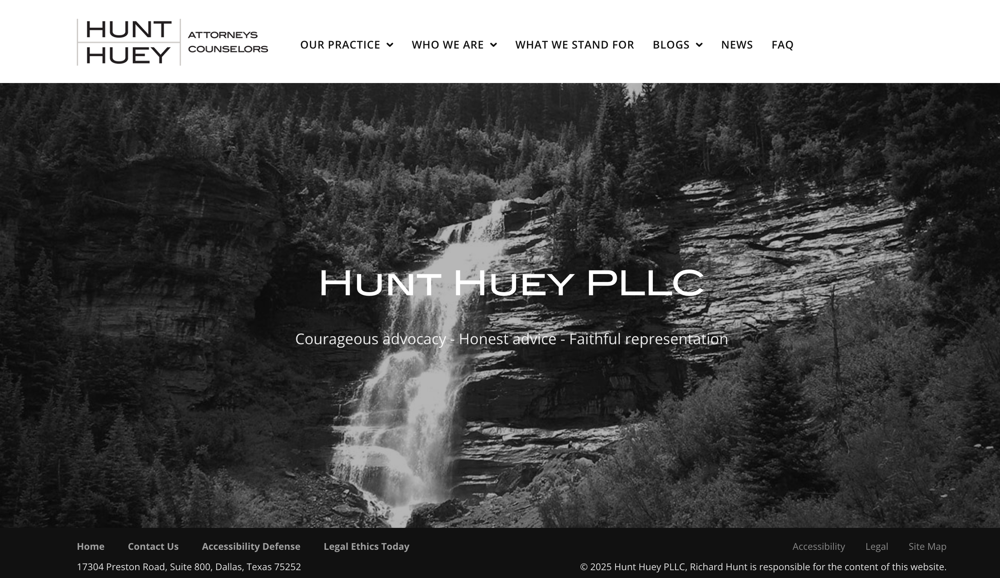 HUNT
HUEY
ATTORNEYS
COUNSELORS
OUR PRACTICE WHO WE ARE WHAT WE STAND FOR BLOGS NEWS FAQ
Hunt Huey PLLC
Courageous advocacy - Honest advice - Faithful representation
Home Contact Us Accessibility Defense Legal Ethics Today Accessibility Legal Site Map
17304 Preston Road, Suite 800, Dallas, Texas 75252 © 2025 Hunt Huey PLLC, Richard Hunt is responsible for the content of this website.